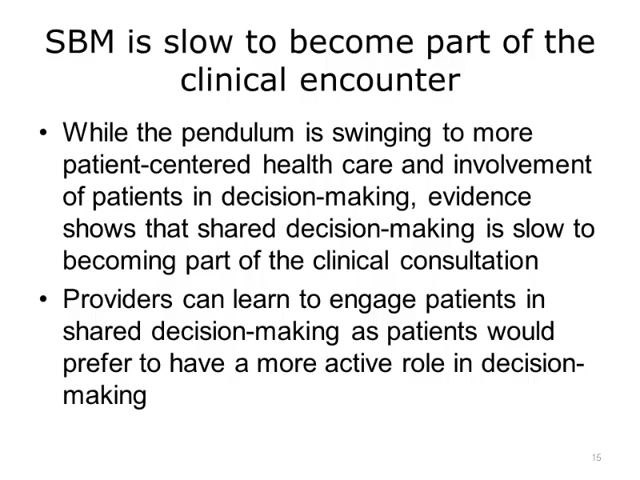 SBM is slow to become part of the
clinical encounter
• While the pendulum is swinging to more
patient-centered health care and involvement
of patients in decision-making, evidence
shows that shared decision-making is slow to
becoming part of the clinical consultation
• Providers can learn to engage patients in
shared decision-making as patients would
prefer to have a more active role in decision-
making
15